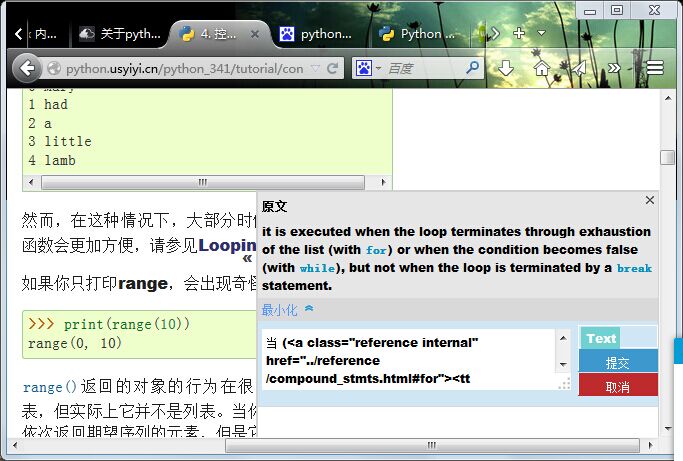 内...
关于pyth...
4. 控...
python...
Python ...
python.usyiyi.cn/python_341/tutorial/con
百度
1 had
2 a
3 little
4 lamb
然而，在这种情况下，大部分时
函数会更加方便，请参见Loopin
如果你只打印range，会出现奇怪
>>> print(range(10))
range(0, 10)
range()返回的对象的行为在很
表，但实际上它并不是列表。当你
依次返回期望序列的元素，但是它
原文
it is executed when the loop terminates through exhaustion
of the list (with for) or when the condition becomes false
(with while), but not when the loop is terminated by a break
statement.
最小化
当 (<a class="reference internal"
href="../reference
/compound_stmts.html#for"><tt
Text
提交
取消